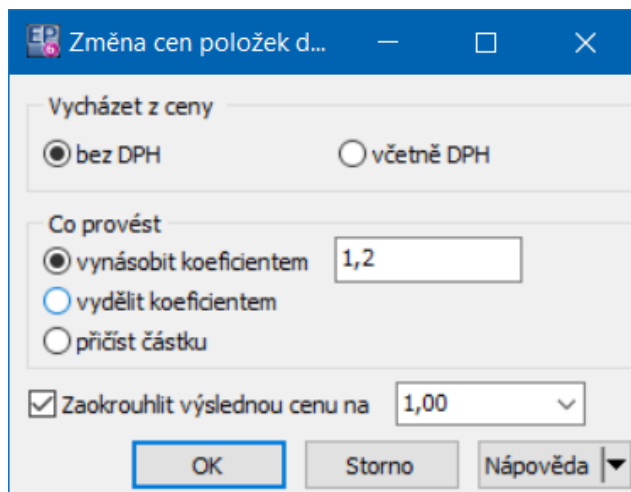 Změna cen položek d...
Vycházet z ceny
bez DPH včetně DPH
Co provést
vynásobit koeficientem 1,2
vydělit koeficientem
přičíst částku
Zaokrouhlit výslednou cenu na 1,00
OK Storno Nápověda